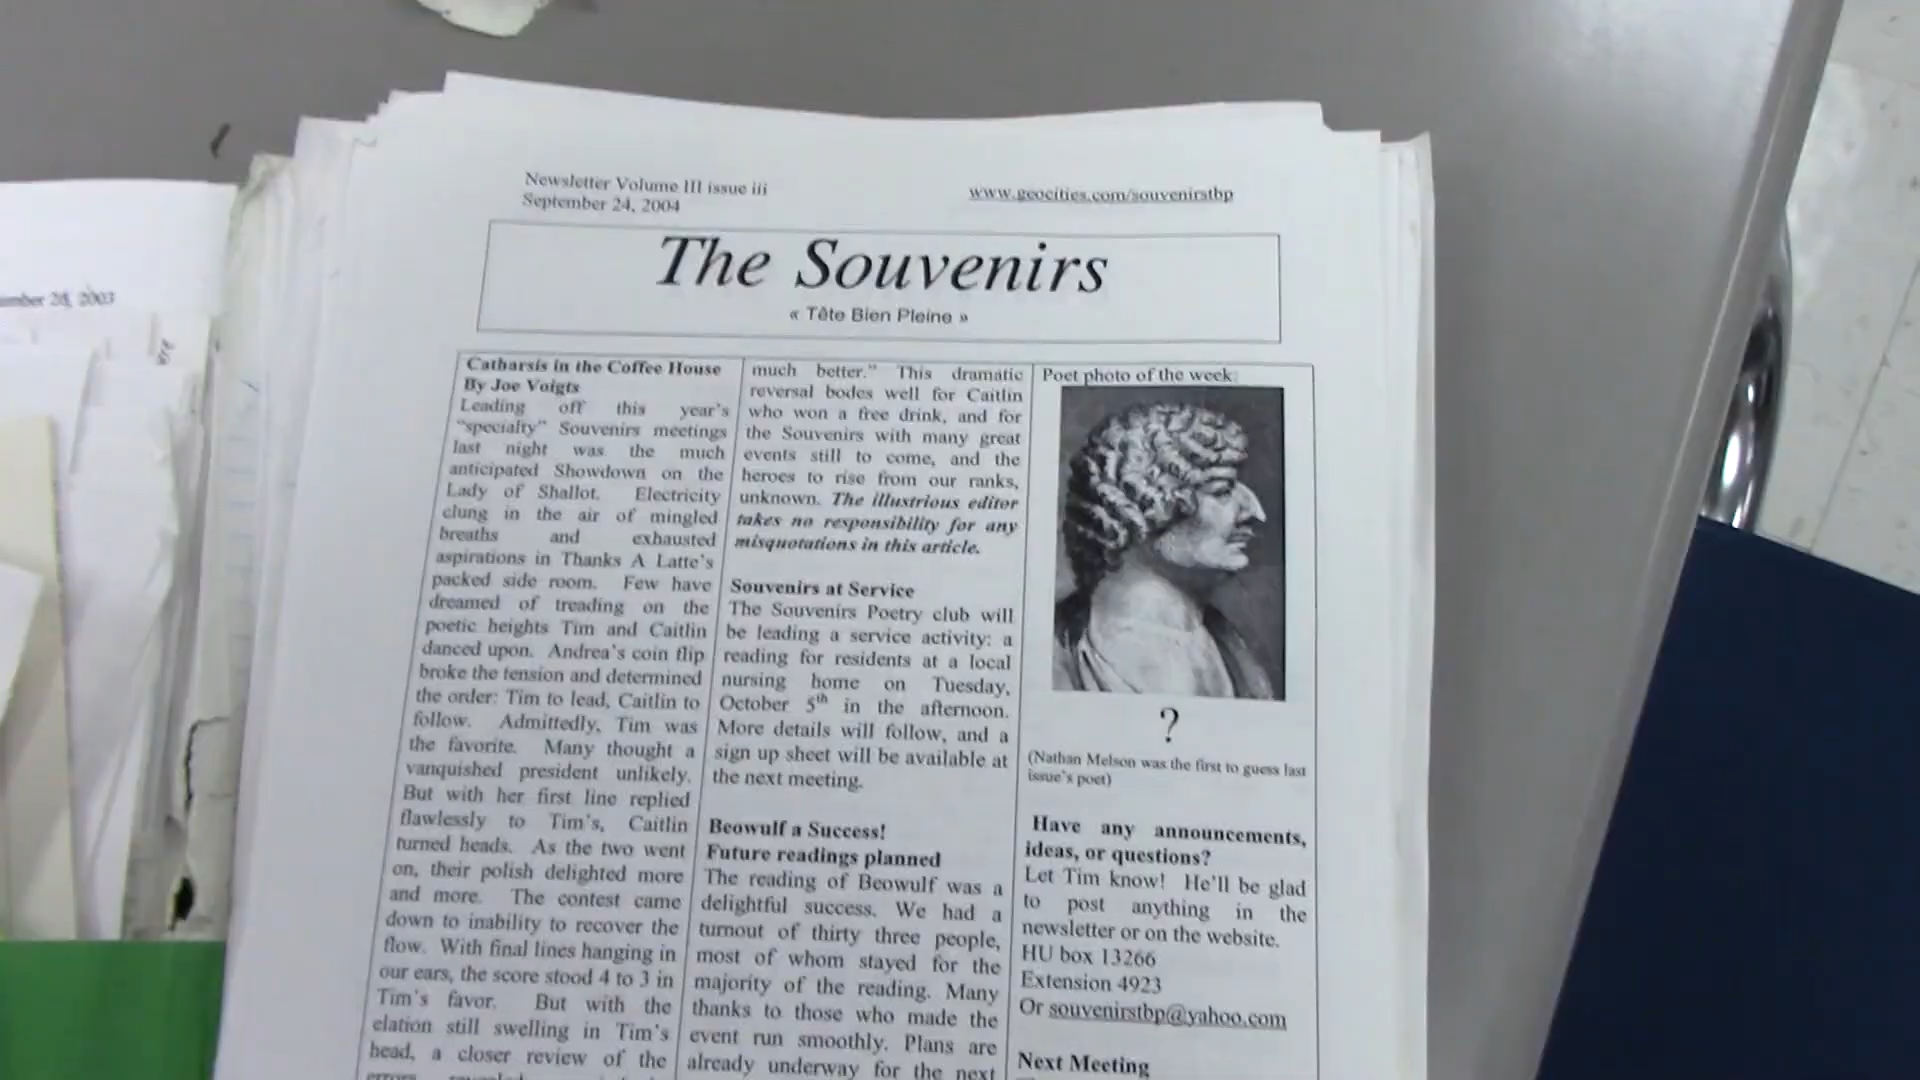 Newsletter Volume III issue iii
September 24, 2004
www.geocities.com/souvenirstbp
The Souvenirs
« Tête Bien Pleine »
Catharsis in the Coffee House
By Joe Voigts
Leading off this year's
"specialty" Souvenirs meetings
last night was the much
anticipated Showdown on the
Lady of Shallot. Electricity
clung in the air of mingled
breaths and exhausted
aspirations in Thanks A Latte's
packed side room. Few have
dreamed of treading on the
poetic heights Tim and Caitlin
danced upon. Andrea's coin flip
broke the tension and determined
the order: Tim to lead, Caitlin to
follow. Admittedly, Tim was
the favorite. Many thought a
vanquished president unlikely.
But with her first line replied
flawlessly to Tim's, Caitlin
turned heads. As the two went
on, their polish delighted more
and more. The contest came
down to inability to recover the
flow. With final lines hanging in
our ears, the score stood 4 to 3 in
Tim's favor. But with the
elation still swelling in Tim's
head, a closer review of the
much better." This dramatic
reversal bodes well for Caitlin
who won a free drink, and for
the Souvenirs with many great
events still to come, and the
heroes to rise from our ranks,
unknown. The illustrious editor
takes no responsibility for any
misquotations in this article.
Souvenirs at Service
The Souvenirs Poetry club will
be leading a service activity: a
reading for residents at a local
nursing home on Tuesday,
October 5th in the afternoon.
More details will follow, and a
sign up sheet will be available at
the next meeting.
Beowulf a Success!
Future readings planned
The reading of Beowulf was a
delightful success. We had a
turnout of thirty three people,
most of whom stayed for the
majority of the reading. Many
thanks to those who made the
event run smoothly. Plans are
already underway for the next
Poet photo of the week:
?
(Nathan Melson was the first to guess last
issue's poet)
Have any announcements,
ideas, or questions?
Let Tim know! He'll be glad
to post anything in the
newsletter or on the website.
HU box 13266
Extension 4923
Or souvenirstbp@yahoo.com
Next Meeting